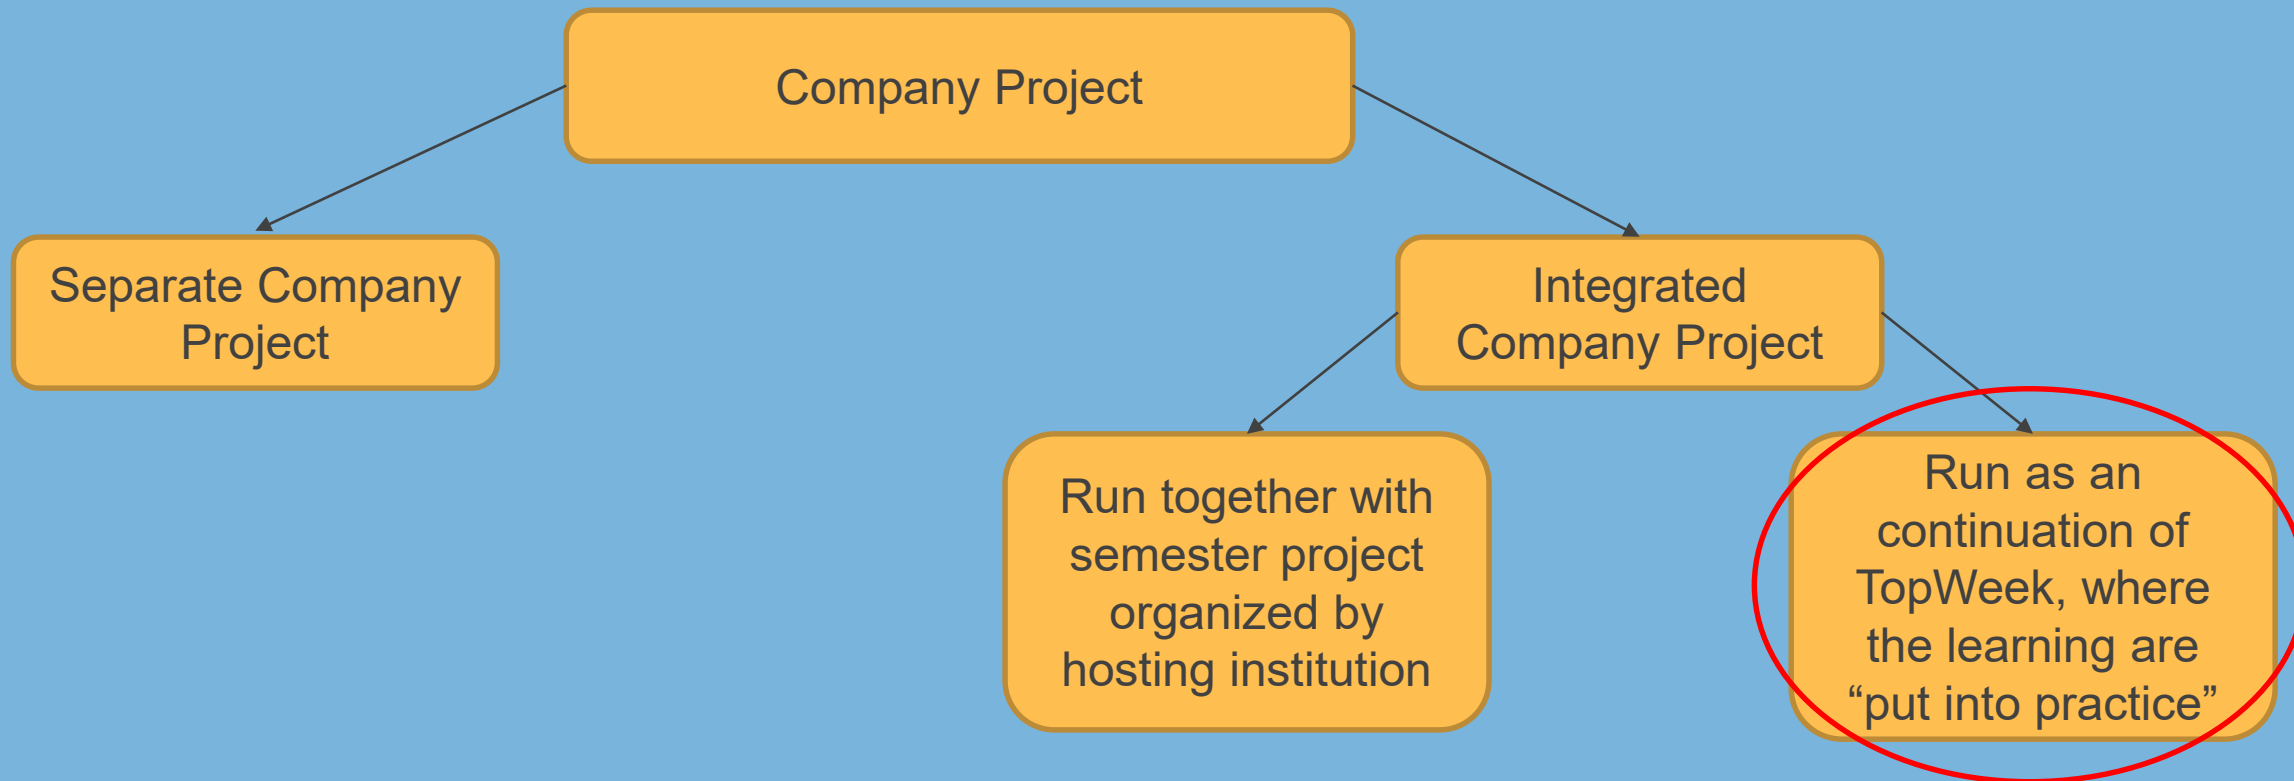 Company Project
Separate Company
Project
Integrated
Company Project
Run together with
semester project
organized by
hosting institution
Run as an
continuation of
TopWeek, where
the learning are
“put into practice”